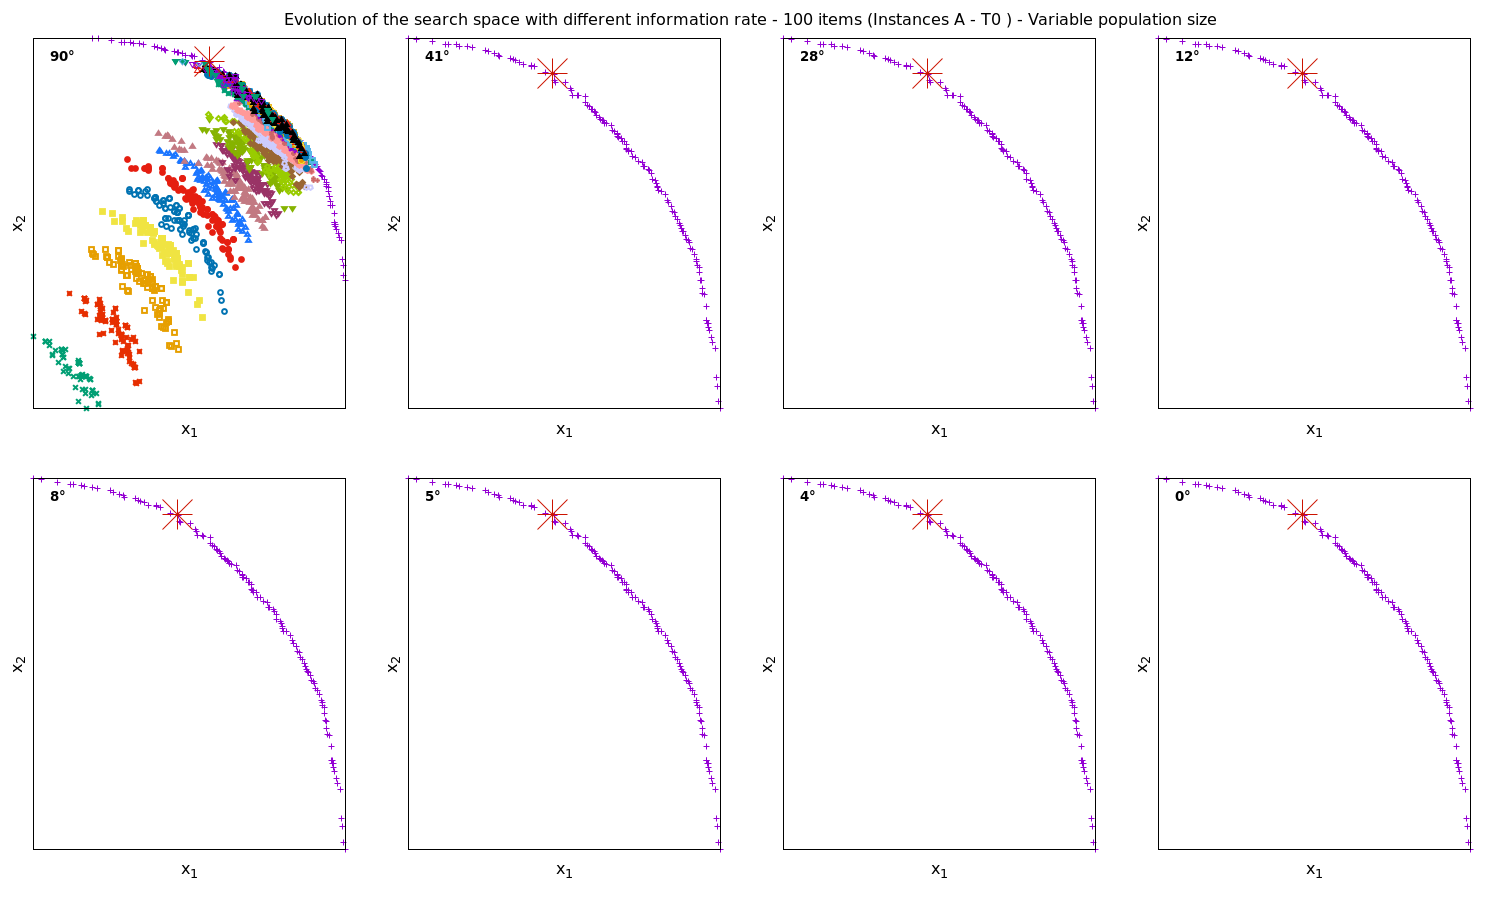 Evolution of the search space with different information rate - 100 items (Instances A - T0 ) - Variable population size
90°
41°
28°
12°
x2
x2
x2
x2
x1
x1
x1
x1
8°
5°
4°
0°
x2
x2
x2
x2
x1
x1
x1
x1